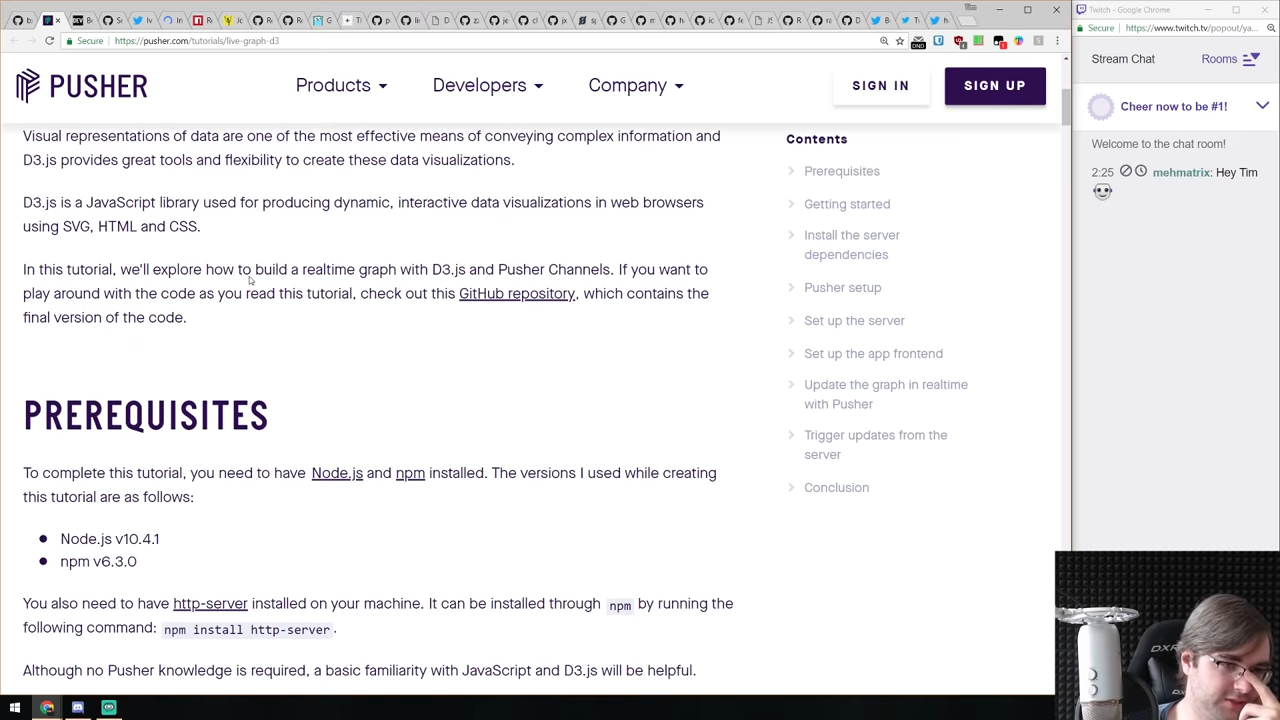 Twitch - Google Chrome
Secure
https://pusher.com/tutorials/live-graph-d3
Secure
https://www.twitch.tv/popout/ya
PUSHER
Products
Developers
Company
SIGN IN
SIGN UP
Visual representations of data are one of the most effective means of conveying complex information and
D3.js provides great tools and flexibility to create these data visualizations.
D3.js is a JavaScript library used for producing dynamic, interactive data visualizations in web browsers
using SVG, HTML and CSS.
In this tutorial, we'll explore how to build a realtime graph with D3.js and Pusher Channels. If you want to
play around with the code as you read this tutorial, check out this GitHub repository, which contains the
final version of the code.
PREREQUISITES
To complete this tutorial, you need to have Node.js and npm installed. The versions I used while creating
this tutorial are as follows:
Node.js v10.4.1
npm v6.3.0
You also need to have http-server installed on your machine. It can be installed through npm by running the
following command: npm install http-server.
Although no Pusher knowledge is required, a basic familiarity with JavaScript and D3.js will be helpful.
Contents
Prerequisites
Getting started
Install the server
dependencies
Pusher setup
Set up the server
Set up the app frontend
Update the graph in realtime
with Pusher
Trigger updates from the
server
Conclusion
Stream Chat
Rooms
Cheer now to be #1!
Welcome to the chat room!
2:25 mehmatrix: Hey Tim
DXR